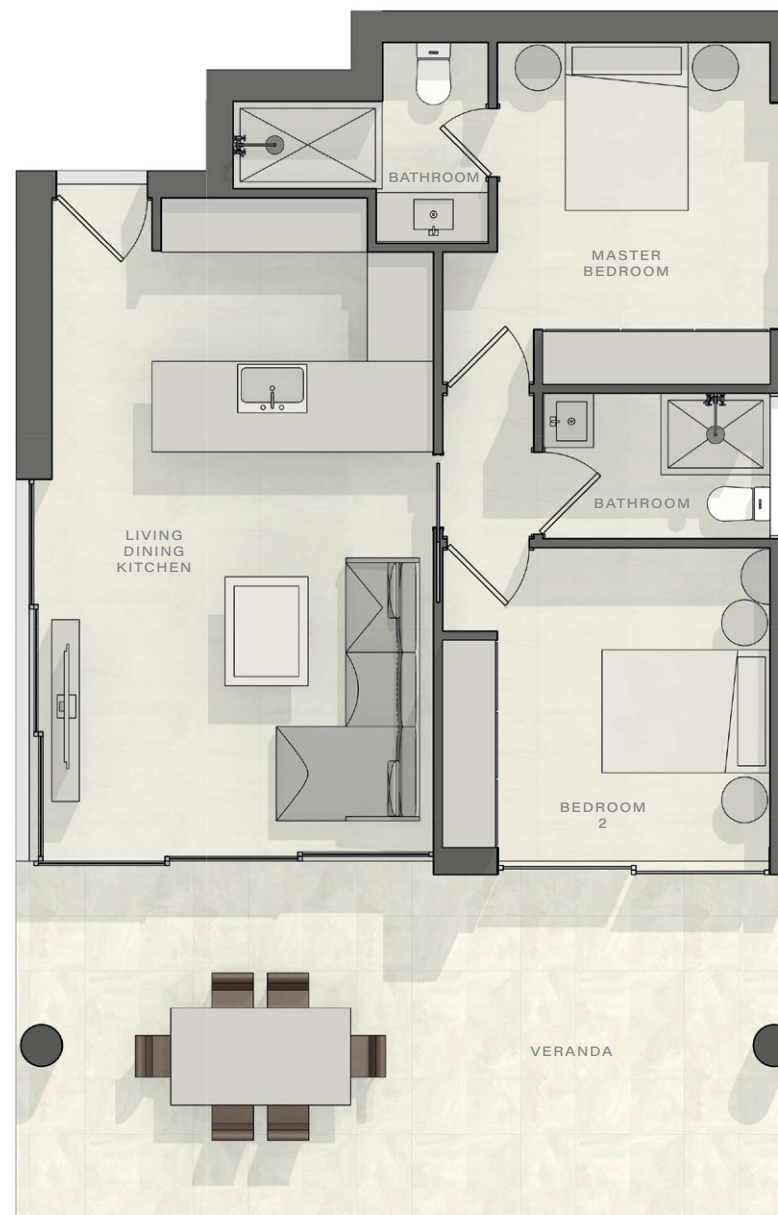 BATHROOM
MASTER
BEDROOM
BATHROOM
LIVING
DINING
KITCHEN
BEDROOM
2
VERANDA